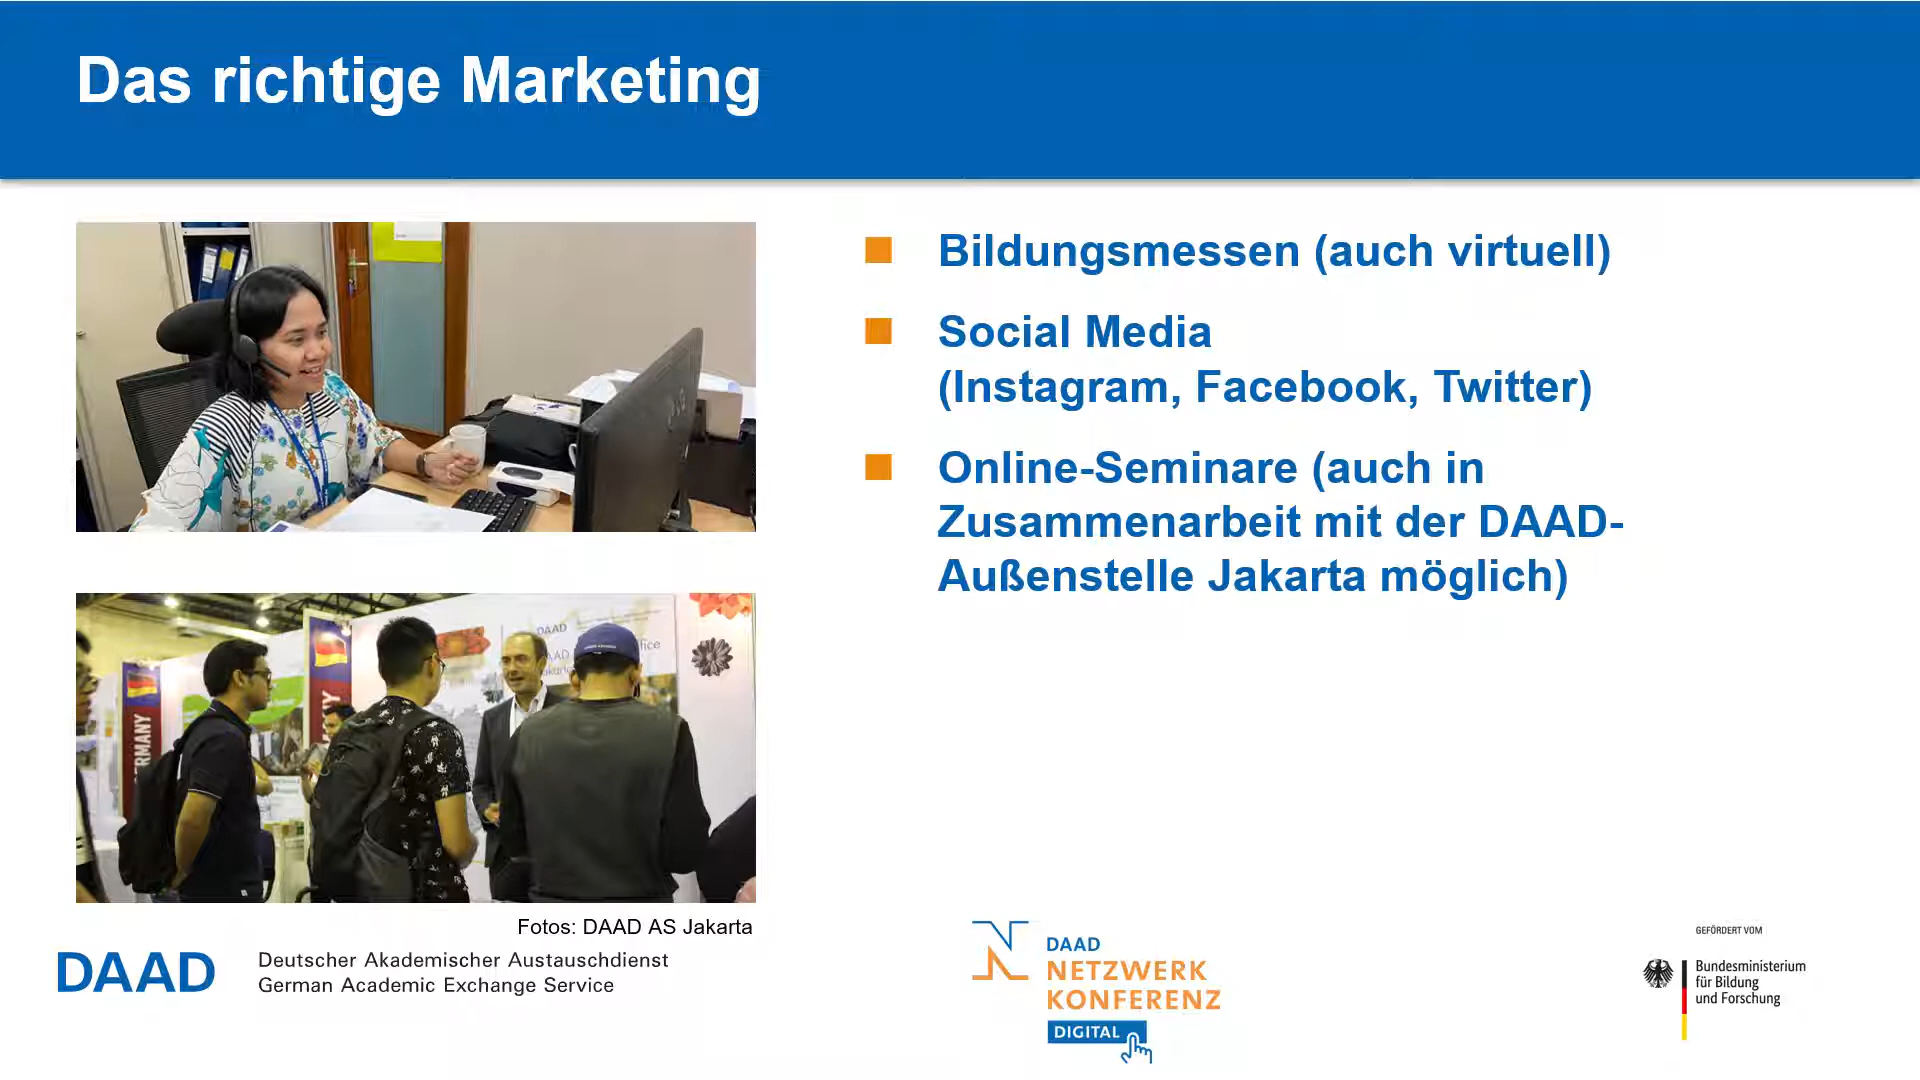 Das richtige Marketing
Bildungsmessen (auch virtuell)
Social Media
(Instagram, Facebook, Twitter)
Online-Seminare (auch in
Zusammenarbeit mit der DAAD-
Außenstelle Jakarta möglich)
GERMANY
DAAD
Fotos: DAAD AS Jakarta
DAAD
Deutscher Akademischer Austauschdienst
German Academic Exchange Service
DAAD
NETZWERK
KONFERENZ
DIGITAL
GEFÖRDERT VOM
Bundesministerium
für Bildung
und Forschung